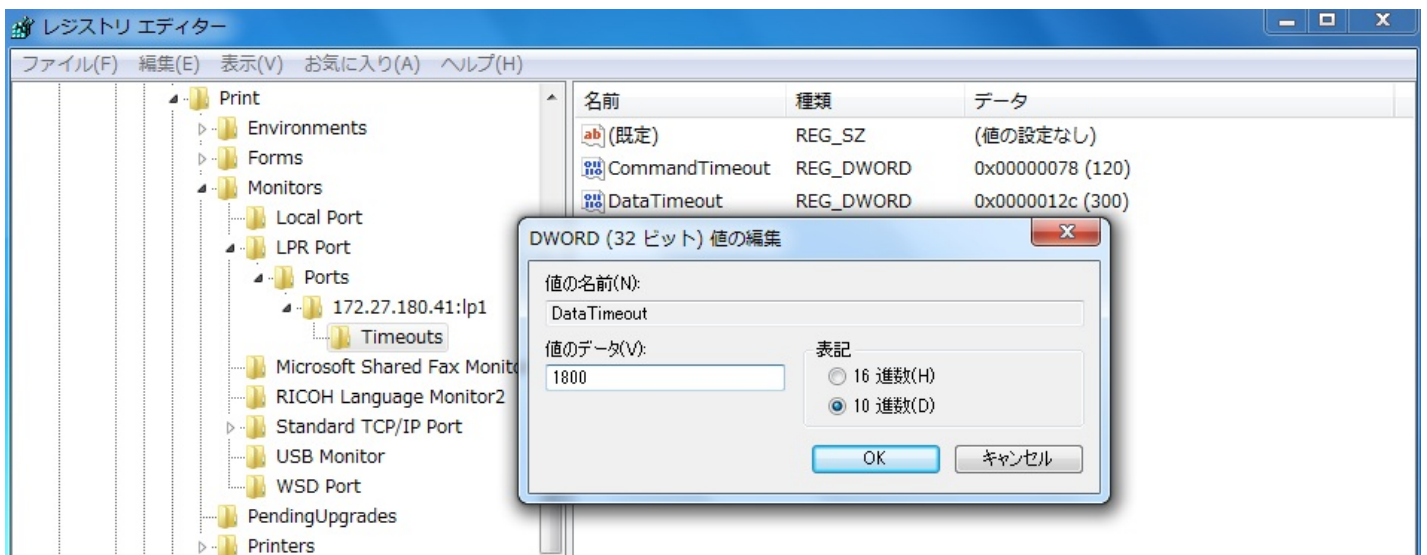 レジストリ エディター
ファイル(F) 編集(E) 表示(V) お気に入り(A) ヘルプ(H)
Print
Environments
Forms
Monitors
Local Port
LPR Port
Ports
172.27.180.41:lp1
Timeouts
Microsoft Shared Fax Monito
RICOH Language Monitor2
Standard TCP/IP Port
USB Monitor
WSD Port
PendingUpgrades
Printers
名前 種類 データ
(既定) REG_SZ (値の設定なし)
CommandTimeout REG_DWORD 0x00000078 (120)
DataTimeout REG_DWORD 0x0000012c (300)
DWORD (32 ビット) 値の編集
値の名前(N):
DataTimeout
値のデータ(V):
1800
表記
16 進数(H)
10 進数(D)
OK キャンセル